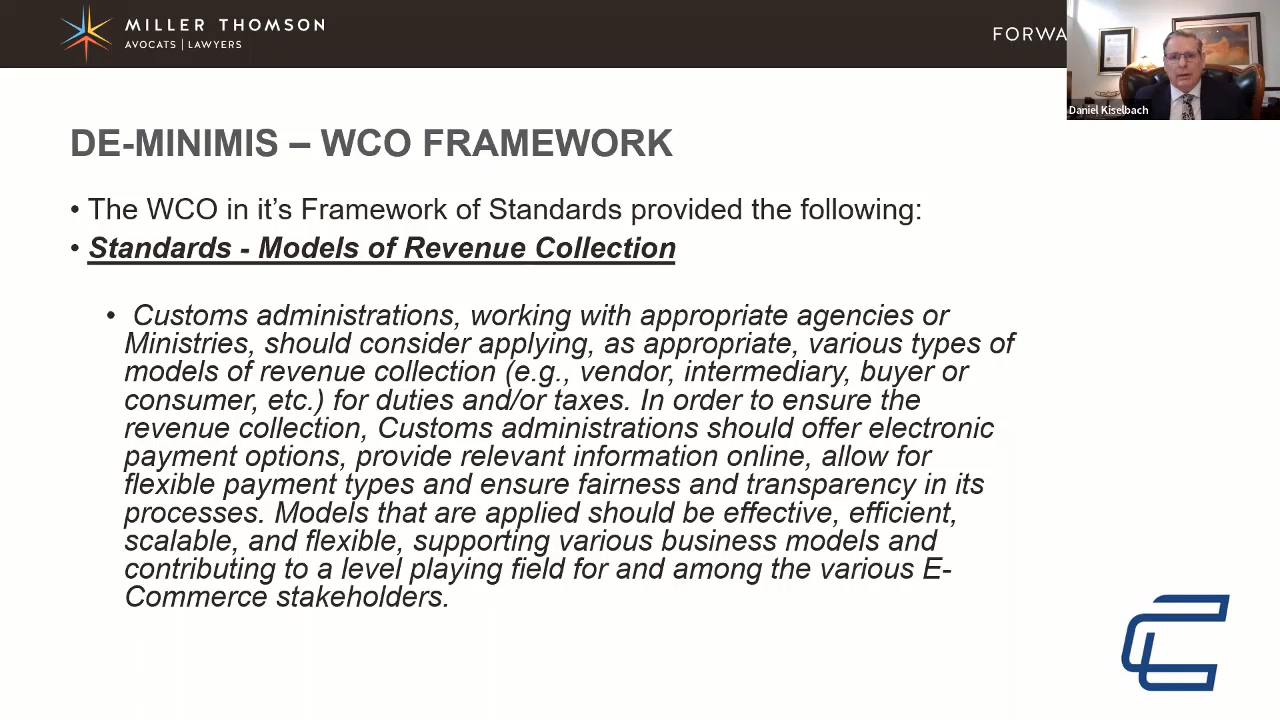 MILLER THOMSON
AVOCATS | LAWYERS
FORWA
Daniel Kiselbach
DE-MINIMIS – WCO FRAMEWORK
• The WCO in it’s Framework of Standards provided the following:
• Standards - Models of Revenue Collection
• Customs administrations, working with appropriate agencies or
Ministries, should consider applying, as appropriate, various types of
models of revenue collection (e.g., vendor, intermediary, buyer or
consumer, etc.) for duties and/or taxes. In order to ensure the
revenue collection, Customs administrations should offer electronic
payment options, provide relevant information online, allow for
flexible payment types and ensure fairness and transparency in its
processes. Models that are applied should be effective, efficient,
scalable, and flexible, supporting various business models and
contributing to a level playing field for and among the various E-
Commerce stakeholders.